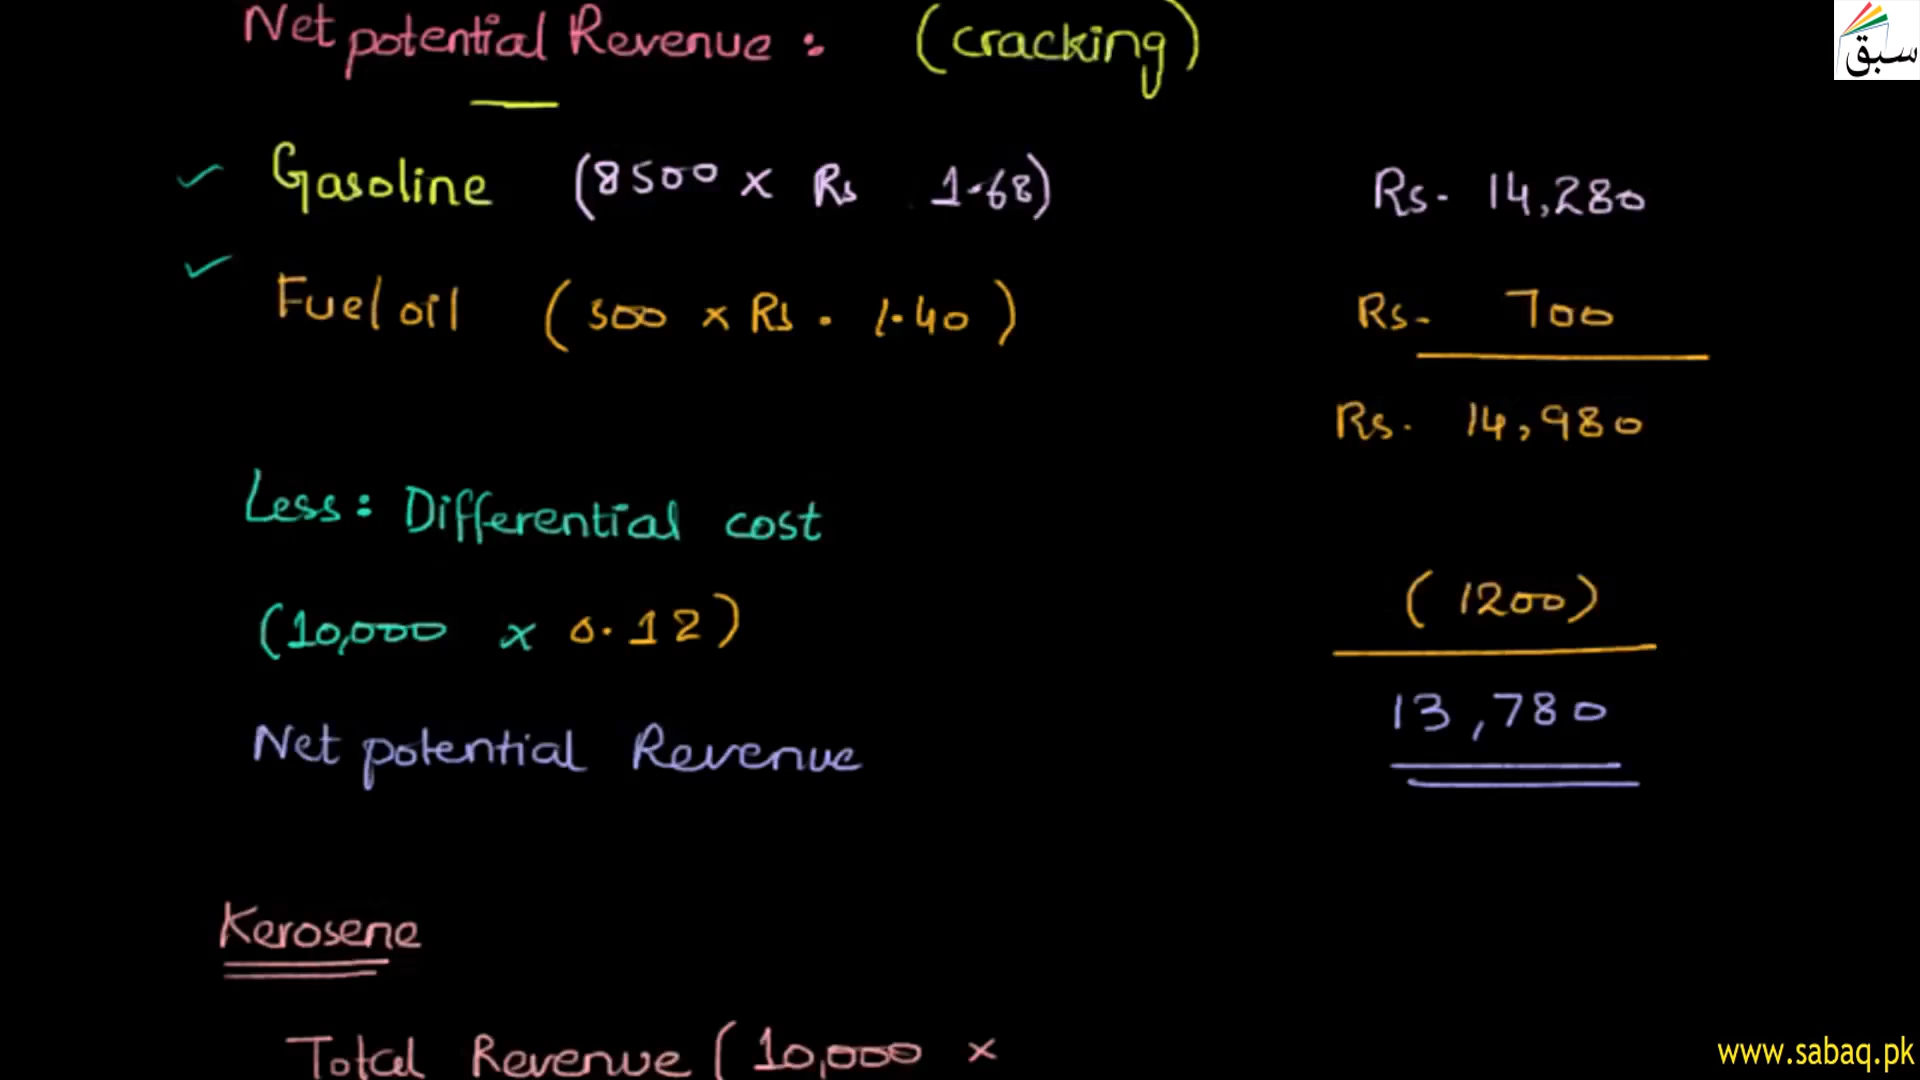 Net potential Revenue : (cracking)
سبق
Gasoline (8500 x Rs 1.68) Rs. 14,280
Fuel oil (500 x Rs. 1.40) Rs. 700
Rs. 14,980
Less: Differential cost
(10,000 x 0.12) (1200)
Net potential Revenue 13,780
Kerosene
Total Revenue (10,000 x
www.sabaq.pk